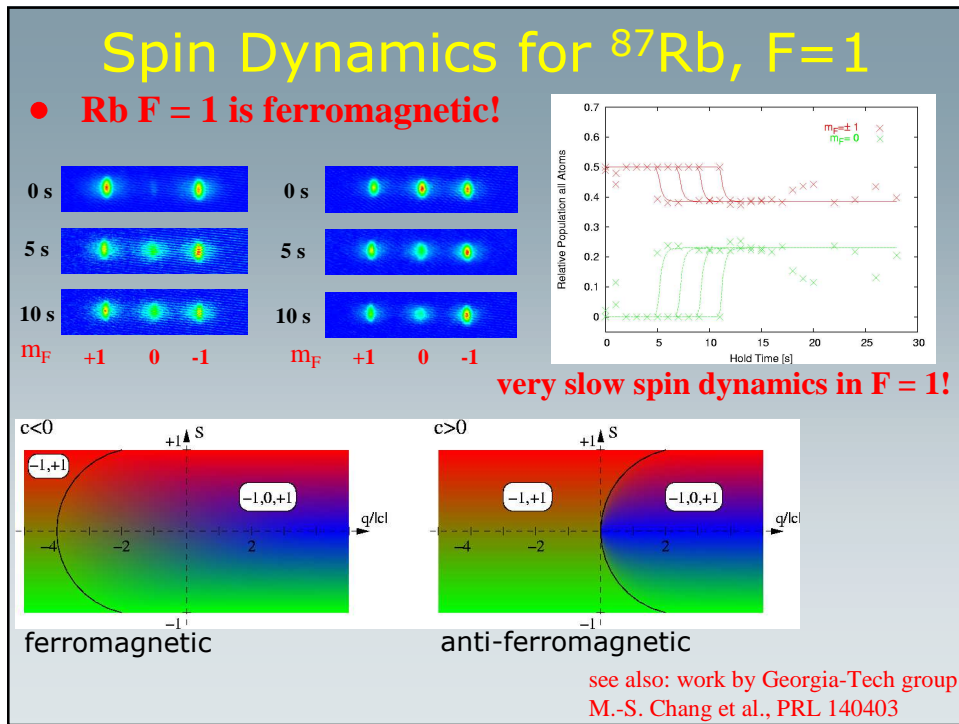 Spin Dynamics for ⁸⁷Rb, F=1
● Rb F = 1 is ferromagnetic!
0 s
5 s
10 s
m_F +1 0 -1
0 s
5 s
10 s
m_F +1 0 -1
0.7
0.6
0.5
0.4
0.3
0.2
0.1
0
Relative Population all Atoms
m_F=± 1
m_F= 0
0 5 10 15 20 25 30
Hold Time [s]
very slow spin dynamics in F = 1!
c<0
+1 S
−1,+1
−1,0,+1
q/|c|
−4 −2 2
−1
ferromagnetic
c>0
+1 S
−1,+1
−1,0,+1
q/|c|
−4 −2 2
−1
anti-ferromagnetic
see also: work by Georgia-Tech group
M.-S. Chang et al., PRL 140403